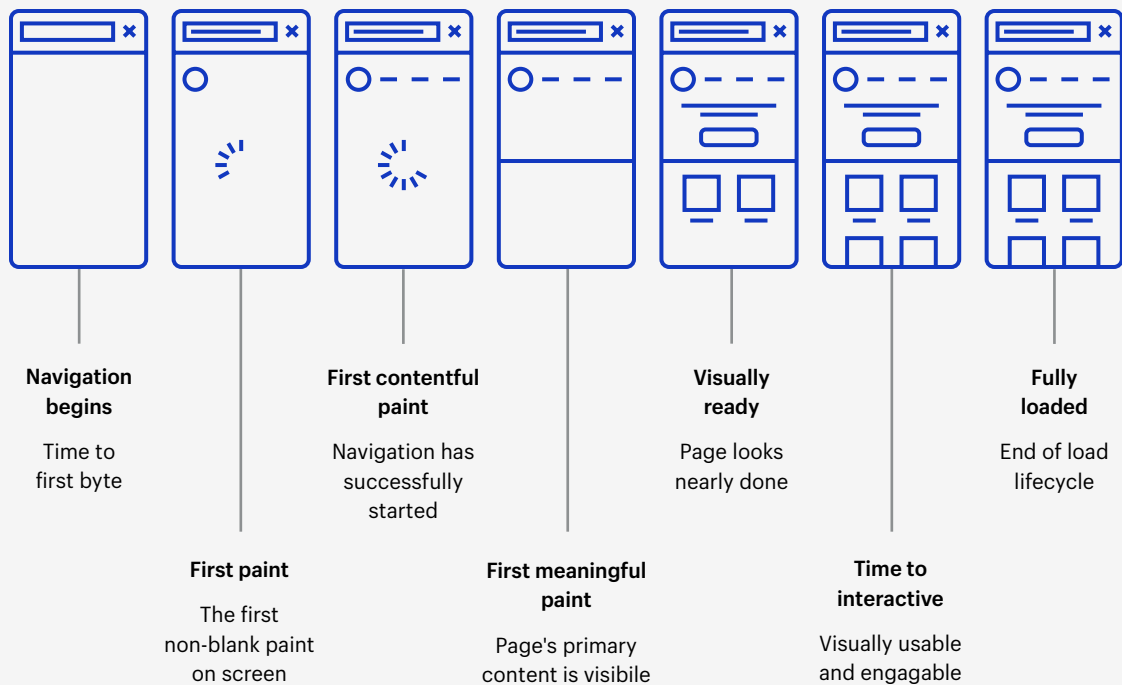 Navigation
begins
Time to
first byte
First paint
The first
non-blank paint
on screen
First contentful
paint
Navigation has
successfully
started
First meaningful
paint
Page's primary
content is visibile
Visually
ready
Page looks
nearly done
Time to
interactive
Visually usable
and engagable
Fully
loaded
End of load
lifecycle